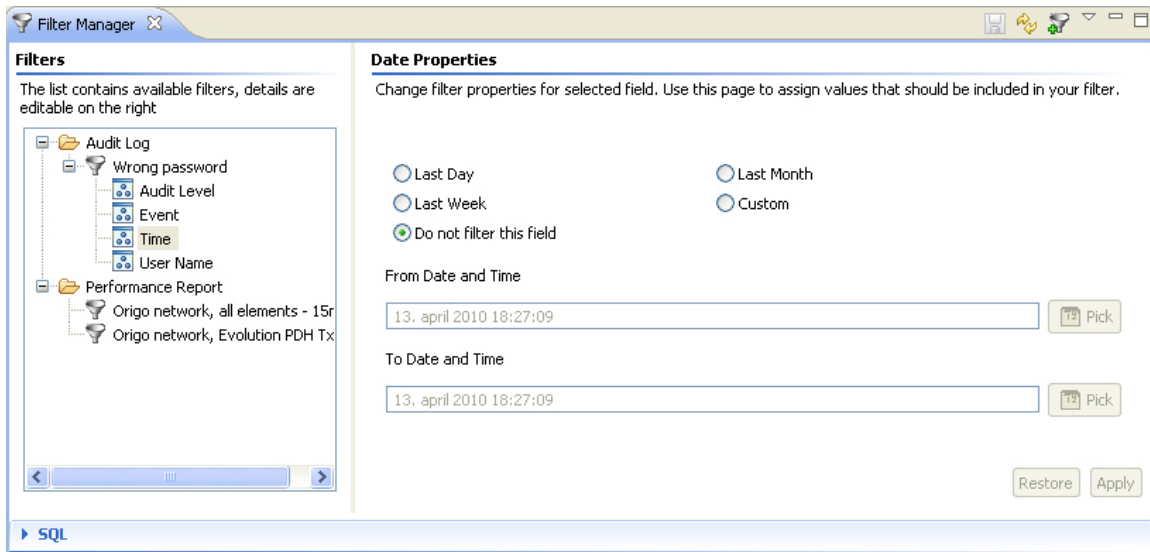 Filter Manager
Filters
The list contains available filters, details are
editable on the right
Audit Log
Wrong password
Audit Level
Event
Time
User Name
Performance Report
Origo network, all elements - 15
Origo network, Evolution PDH Tx
Date Properties
Change filter properties for selected field. Use this page to assign values that should be included in your filter.
Last Day
Last Month
Last Week
Custom
Do not filter this field
From Date and Time
13. april 2010 18:27:09
Pick
To Date and Time
13. april 2010 18:27:09
Pick
Restore
Apply
SQL